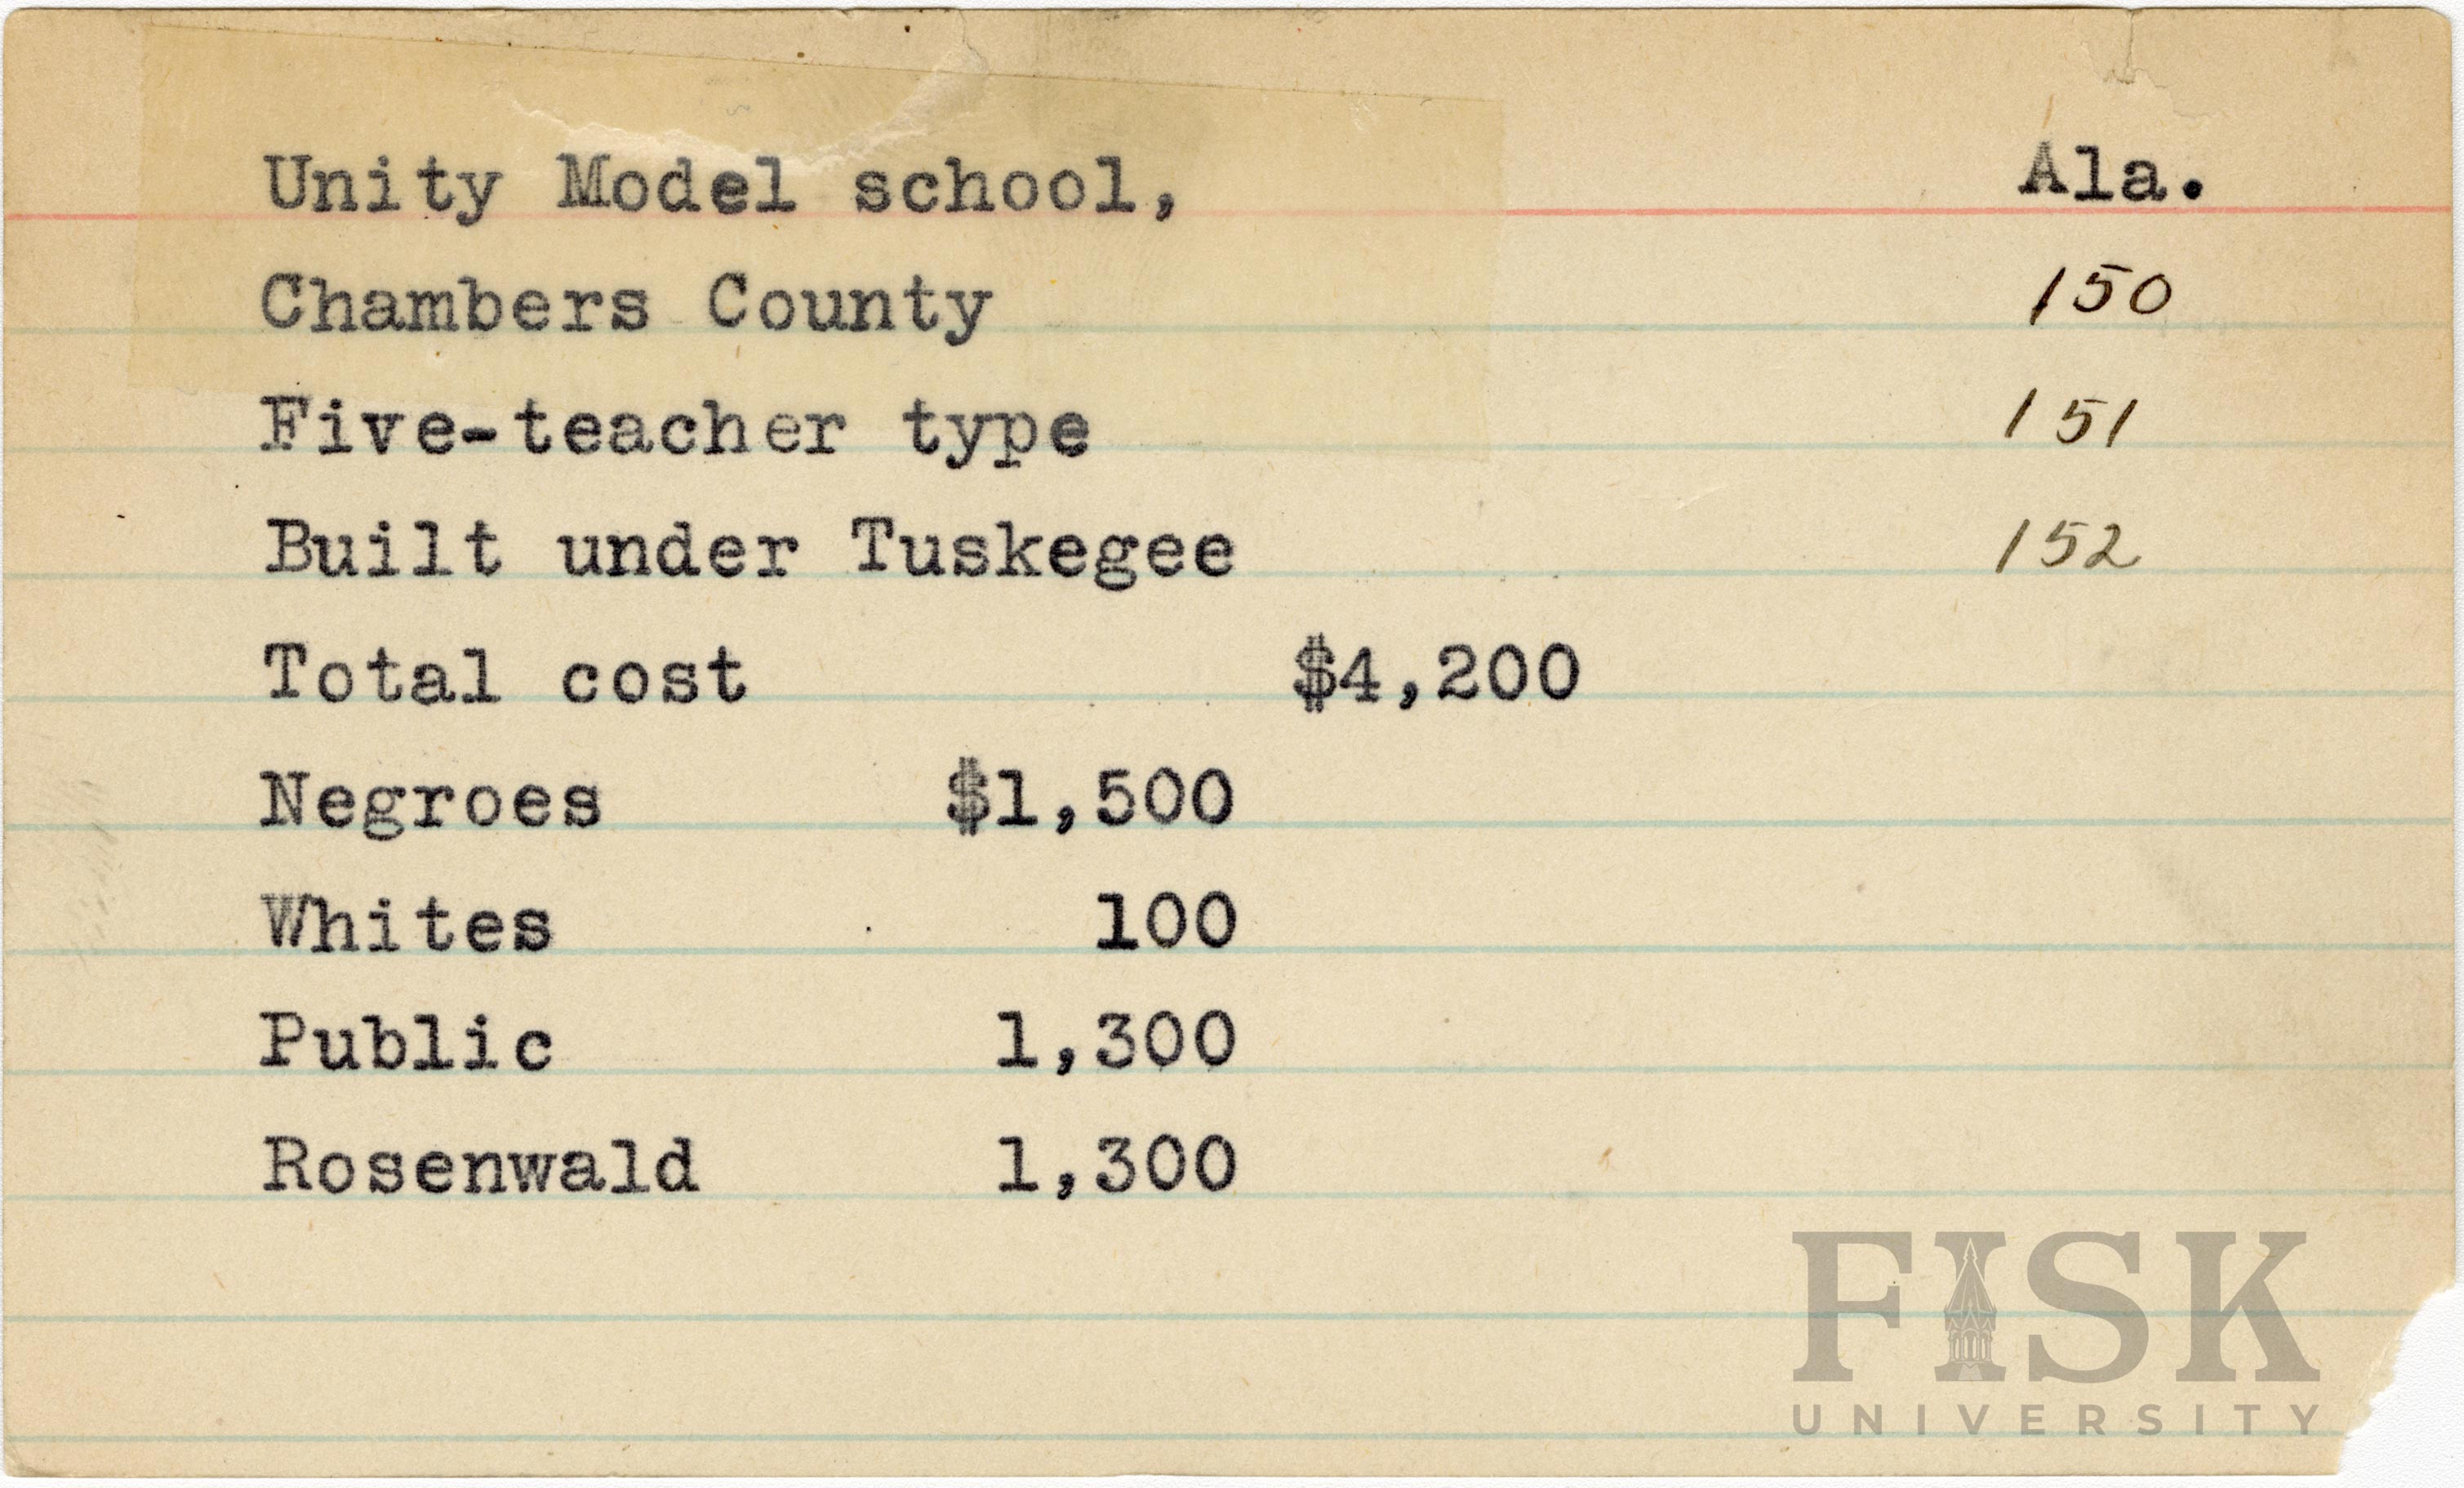 Unity Model school, Ala.
Chambers County 150
Five-teacher type 151
Built under Tuskegee 152
Total cost $4,200
Negroes $1,500
Whites 100
Public 1,300
Rosenwald 1,300
FISK
UNIVERSITY